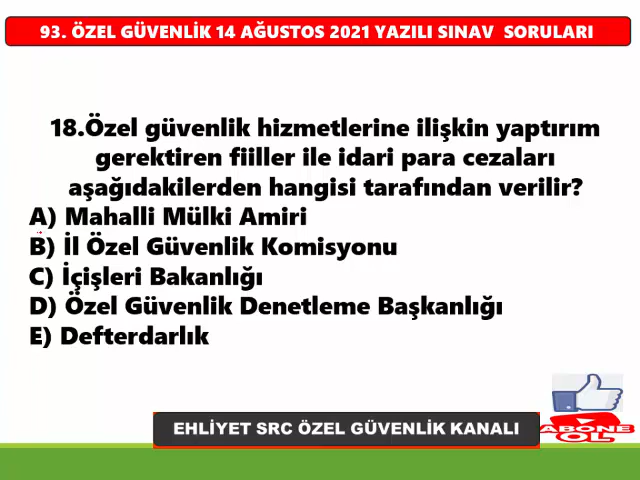 93. ÖZEL GÜVENLİK 14 AĞUSTOS 2021 YAZILI SINAV SORULARI
18.Özel güvenlik hizmetlerine ilişkin yaptırım
gerektiren fiiller ile idari para cezaları
aşağıdakilerden hangisi tarafından verilir?
A) Mahalli Mülki Amiri
B) İl Özel Güvenlik Komisyonu
C) İçişleri Bakanlığı
D) Özel Güvenlik Denetleme Başkanlığı
E) Defterdarlık
EHLİYET SRC ÖZEL GÜVENLİK KANALI
ABONE
OL